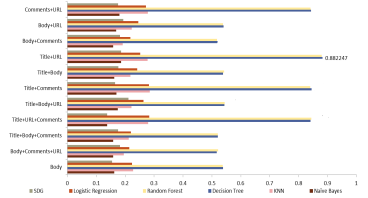 Comments+URL
Body+URL
Body+Comments
Title+URL
0.882247
Title+Body
Title+Comments
Title+Body+URL
Title+URL+Comments
Title+Body+Comments
Body+Comments+URL
Body
0 0.1 0.2 0.3 0.4 0.5 0.6 0.7 0.8 0.9 1
SDG Logistic Regression Random Forest Decision Tree KNN Naïve Bayes